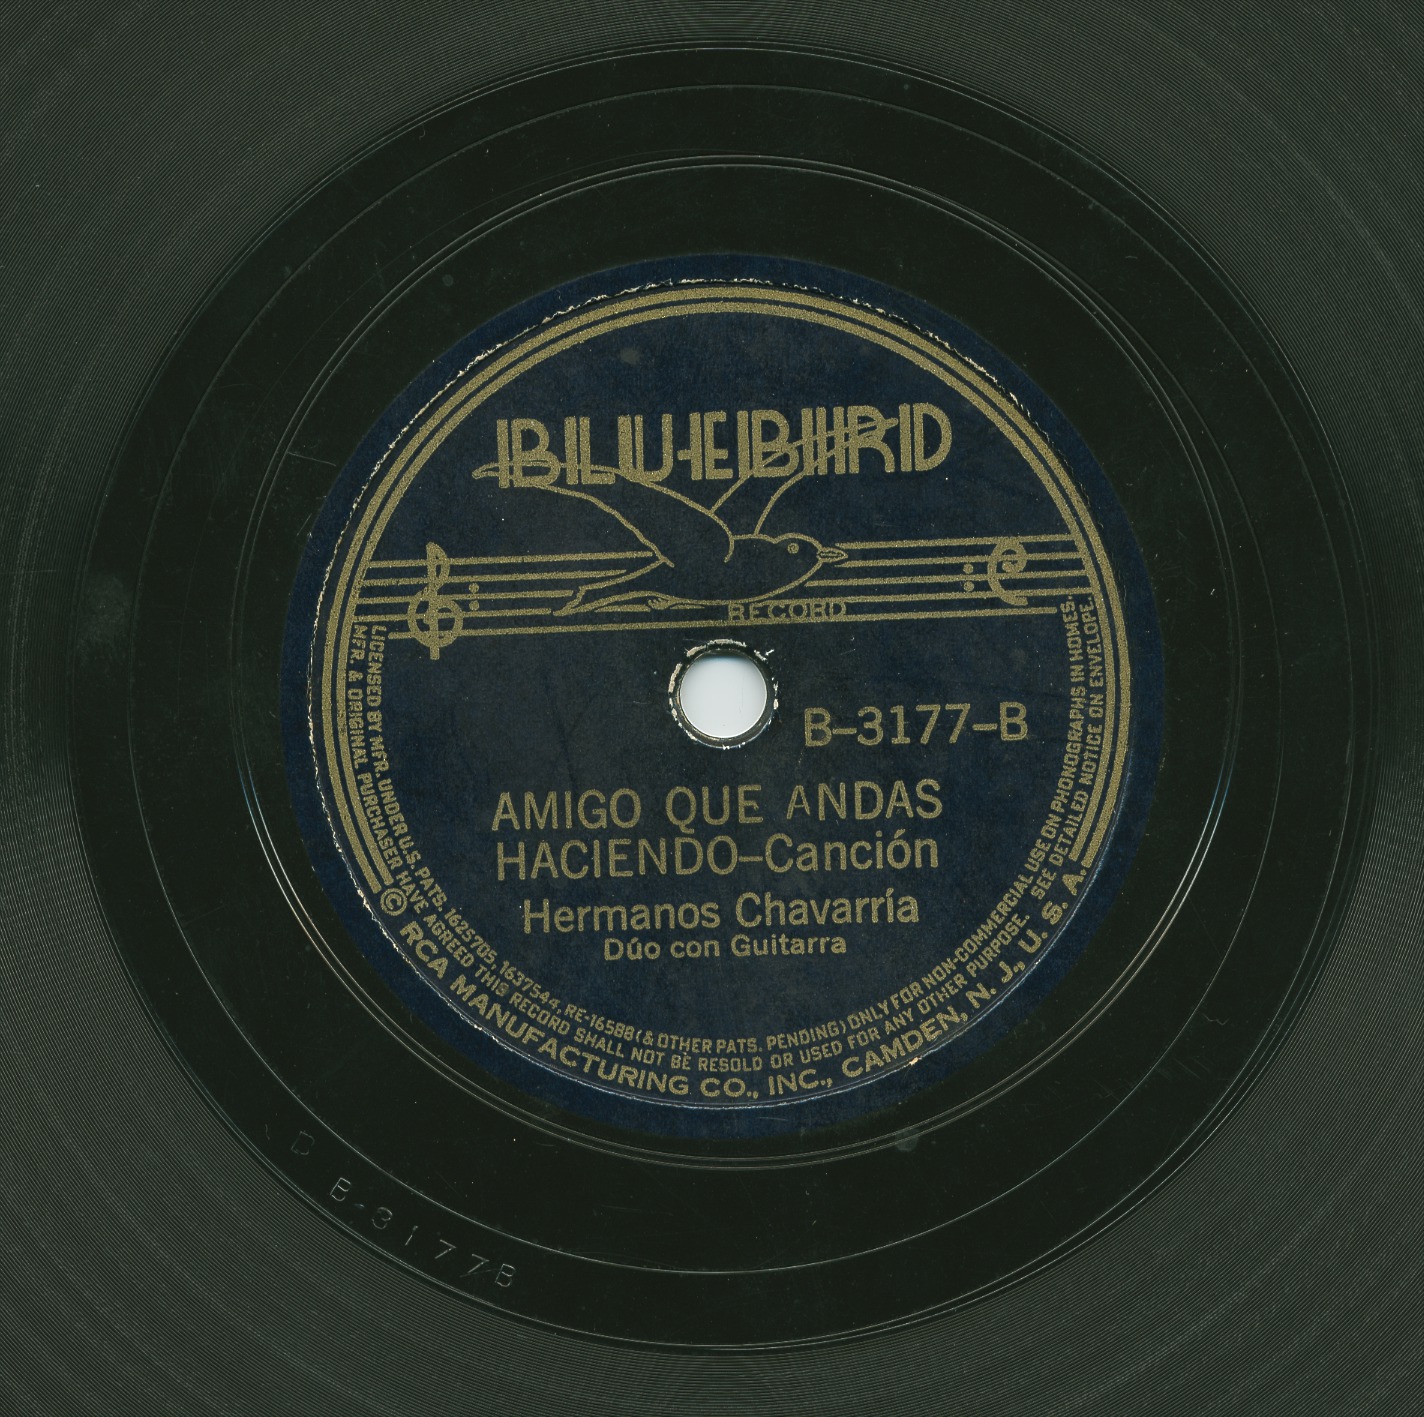 BLUEBIRD
RECORD
B-3177-B
AMIGO QUE ANDAS
HACIENDO-Canción
Hermanos Chavarría
Dúo con Guitarra
LICENSED BY MFR. UNDER U.S. PATS. 1625705, 1637544, RE-16588 (& OTHER PATS. PENDING) ONLY FOR NON-COMMERCIAL USE ON PHONOGRAPHS IN HOMES.
MFR. & ORIGINAL PURCHASER HAVE AGREED THIS RECORD SHALL NOT BE RESOLD OR USED FOR ANY OTHER PURPOSE. SEE DETAILED NOTICE ON ENVELOPE.
© RCA MANUFACTURING CO., INC., CAMDEN, N. J., U. S. A.
D
B-3177B